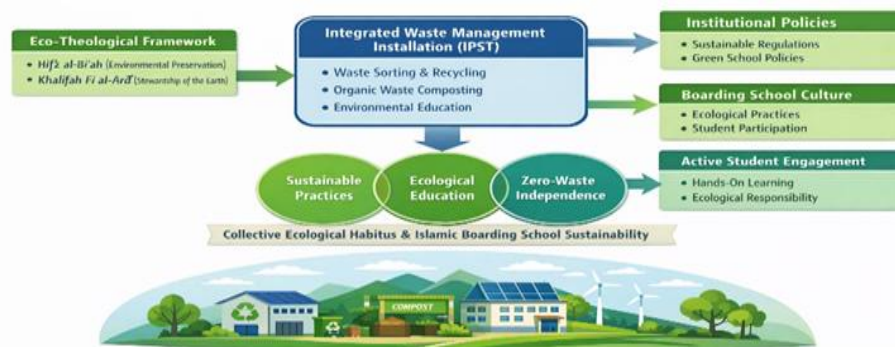 Eco-Theological Framework
• Hifẓ al-Bi'ah (Environmental Preservation)
• Khalīfah Fī al-Arḍ (Stewardship of the Earth)
Integrated Waste Management
Installation (IPST)
• Waste Sorting & Recycling
• Organic Waste Composting
• Environmental Education
Institutional Policies
• Sustainable Regulations
• Green School Policies
Boarding School Culture
• Ecological Practices
• Student Participation
Active Student Engagement
• Hands-On Learning
• Ecological Responsibility
Sustainable
Practices
Ecological
Education
Zero-Waste
Independence
Collective Ecological Habitus & Islamic Boarding School Sustainability
COMPOST